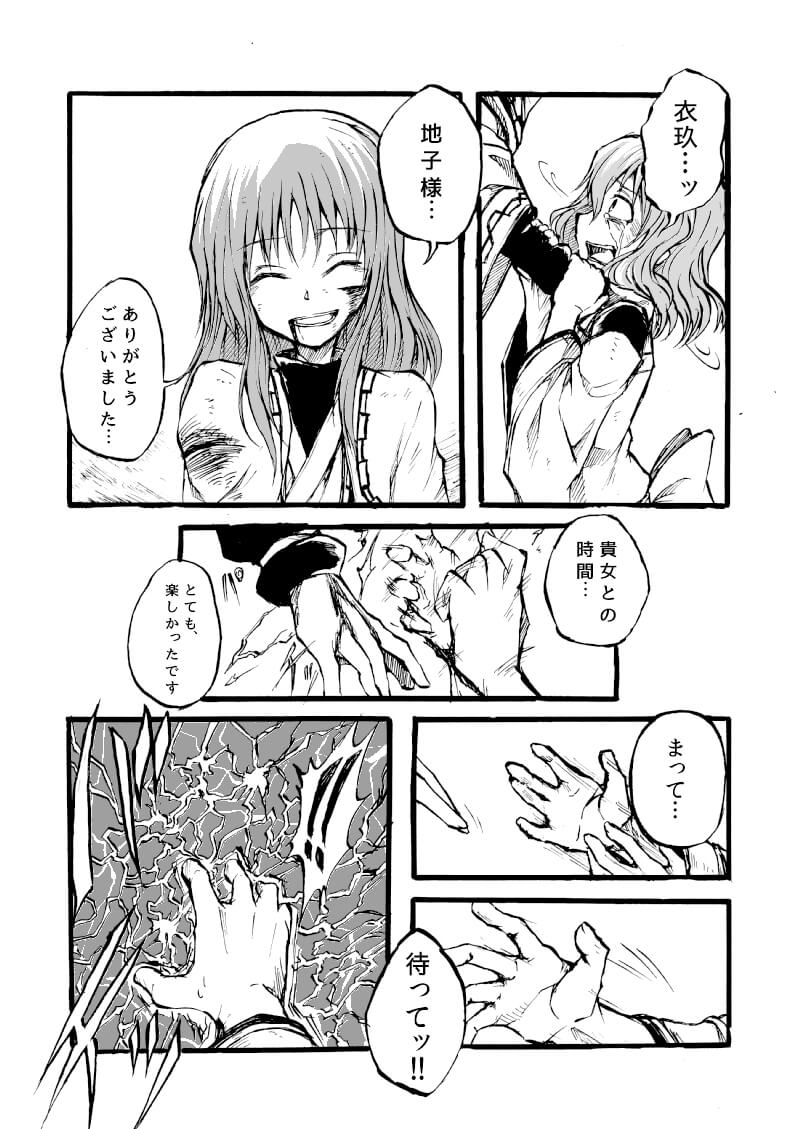 衣玖…ッ
地子様…
ありがとう
ございました…
貴女との
時間…
とても、
楽しかったです
まって…
待ってッ!!